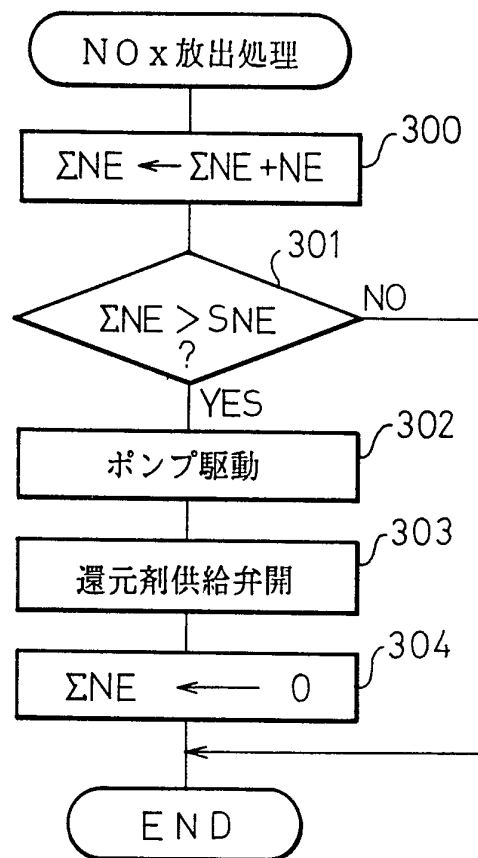 NOx放出処理
300
ΣNE ← ΣNE+NE
301
ΣNE > SNE
?
NO
YES
302
ポンプ駆動
303
還元剤供給弁開
304
ΣNE ← 0
END